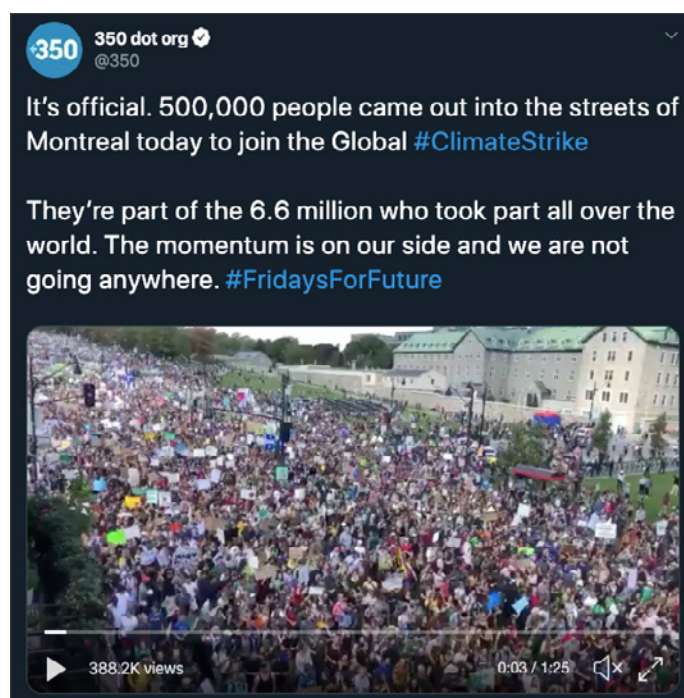 350 dot org
@350
It's official. 500,000 people came out into the streets of
Montreal today to join the Global #ClimateStrike
They're part of the 6.6 million who took part all over the
world. The momentum is on our side and we are not
going anywhere. #FridaysForFuture
388.2K views
0:03 / 1:25